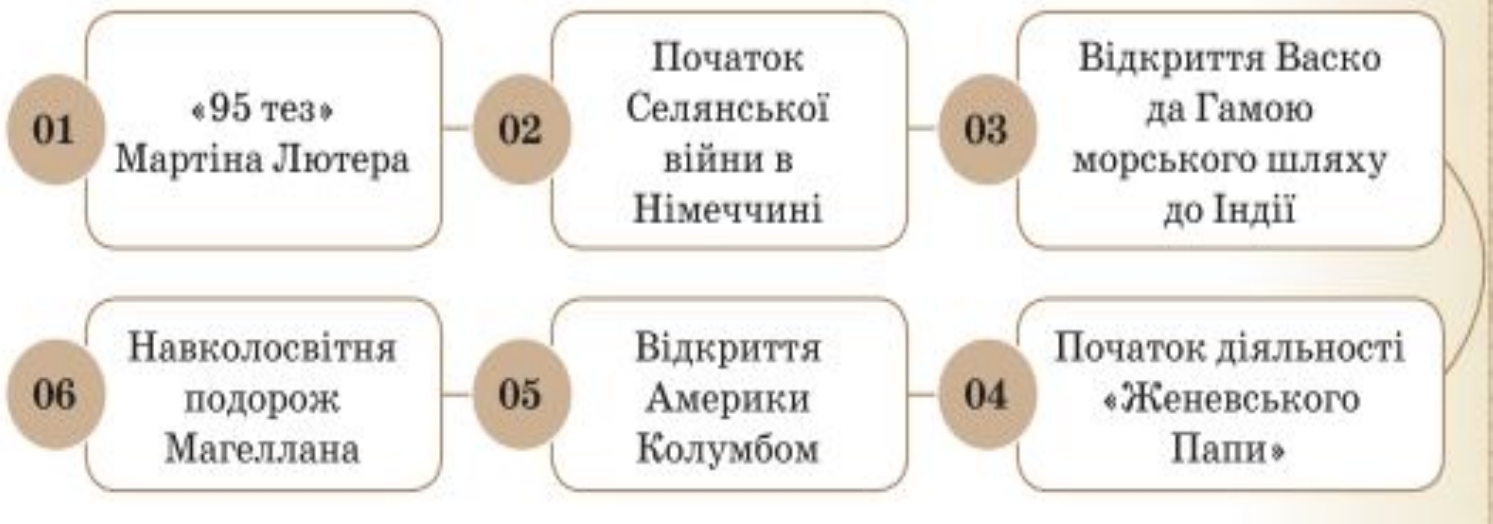 01
«95 тез»
Мартіна Лютера
02
Початок
Селянської
війни в
Німеччині
03
Відкриття Васко
да Гамою
морського шляху
до Індії
04
Початок діяльності
«Женевського
Папи»
05
Відкриття
Америки
Колумбом
06
Навколосвітня
подорож
Магеллана